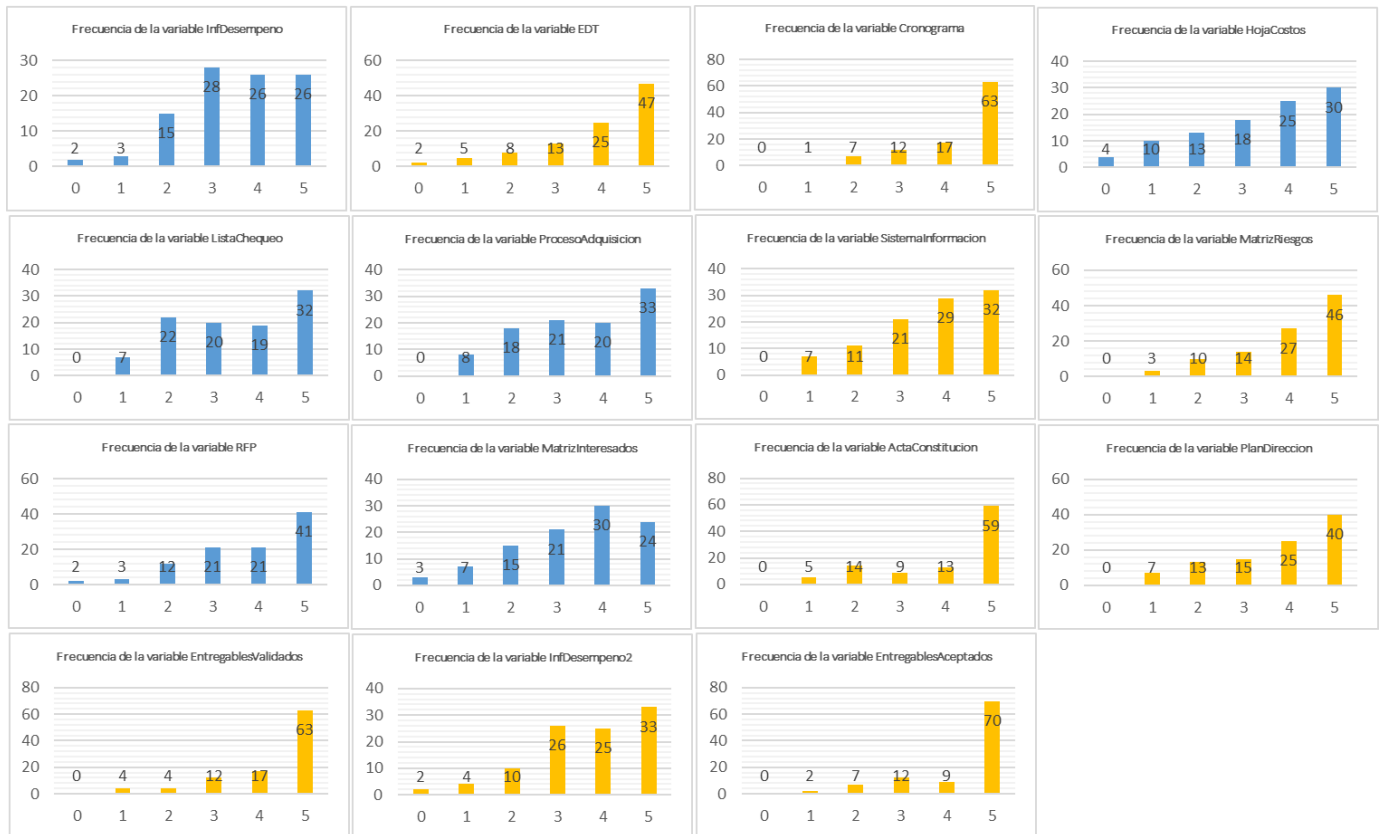 Frecuencia de la variable InfDesempeno
30
20
10
0
2 3 15 28 26 26
0 1 2 3 4 5
Frecuencia de la variable EDT
60
40
20
0
2 5 8 13 25 47
0 1 2 3 4 5
Frecuencia de la variable Cronograma
80
60
40
20
0
0 1 7 12 17 63
0 1 2 3 4 5
Frecuencia de la variable HojaCostos
40
30
20
10
0
4 10 13 18 25 30
0 1 2 3 4 5
Frecuencia de la variable ListaChequeo
40
30
20
10
0
0 7 22 20 19 32
0 1 2 3 4 5
Frecuencia de la variable ProcesoAdquisicion
40
30
20
10
0
0 8 18 21 20 33
0 1 2 3 4 5
Frecuencia de la variable SistemaInformacion
40
30
20
10
0
0 7 11 21 29 32
0 1 2 3 4 5
Frecuencia de la variable MatrizRiesgos
60
40
20
0
0 3 10 14 27 46
0 1 2 3 4 5
Frecuencia de la variable RFP
60
40
20
0
2 3 12 21 21 41
0 1 2 3 4 5
Frecuencia de la variable MatrizInteresados
40
30
20
10
0
3 7 15 21 30 24
0 1 2 3 4 5
Frecuencia de la variable ActaConstitucion
80
60
40
20
0
0 5 14 9 13 59
0 1 2 3 4 5
Frecuencia de la variable PlanDireccion
60
40
20
0
0 7 13 15 25 40
0 1 2 3 4 5
Frecuencia de la variable EntregablesValidados
80
60
40
20
0
0 4 4 12 17 63
0 1 2 3 4 5
Frecuencia de la variable InfDesempeno2
40
30
20
10
0
2 4 10 26 25 33
0 1 2 3 4 5
Frecuencia de la variable EntregablesAceptados
80
60
40
20
0
0 2 7 12 9 70
0 1 2 3 4 5